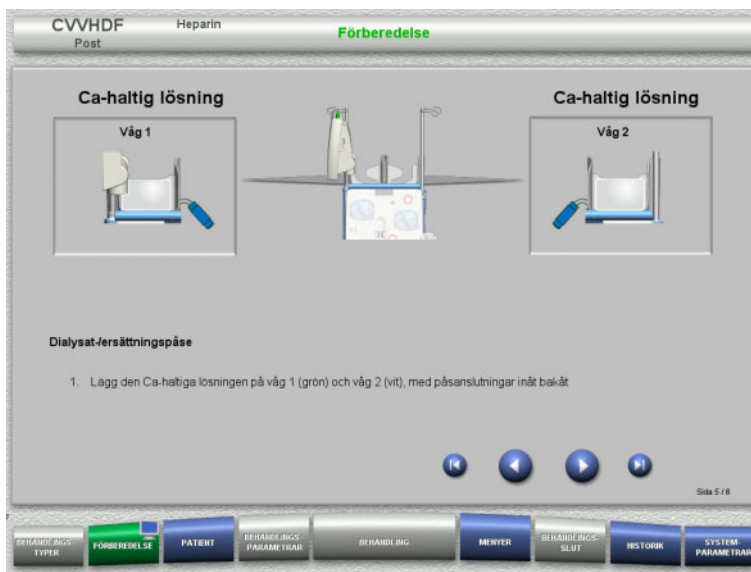 CVVHDF Heparin
Post
Förberedelse
Ca-haltig lösning
Våg 1
Ca-haltig lösning
Våg 2
Dialysat-/ersättningspåse
1. Lägg den Ca-haltiga lösningen på våg 1 (grön) och våg 2 (vit), med påsanslutningar inåt bakåt
Sida 5 / 8
BEHANDLINGS-
TYPER
FÖRBEREDELSE
PATIENT
BEHANDLINGS-
PARAMETRAR
BEHANDLING
MENYER
BEHANDLINGS-
SLUT
HISTORIK
SYSTEM-
PARAMETRAR